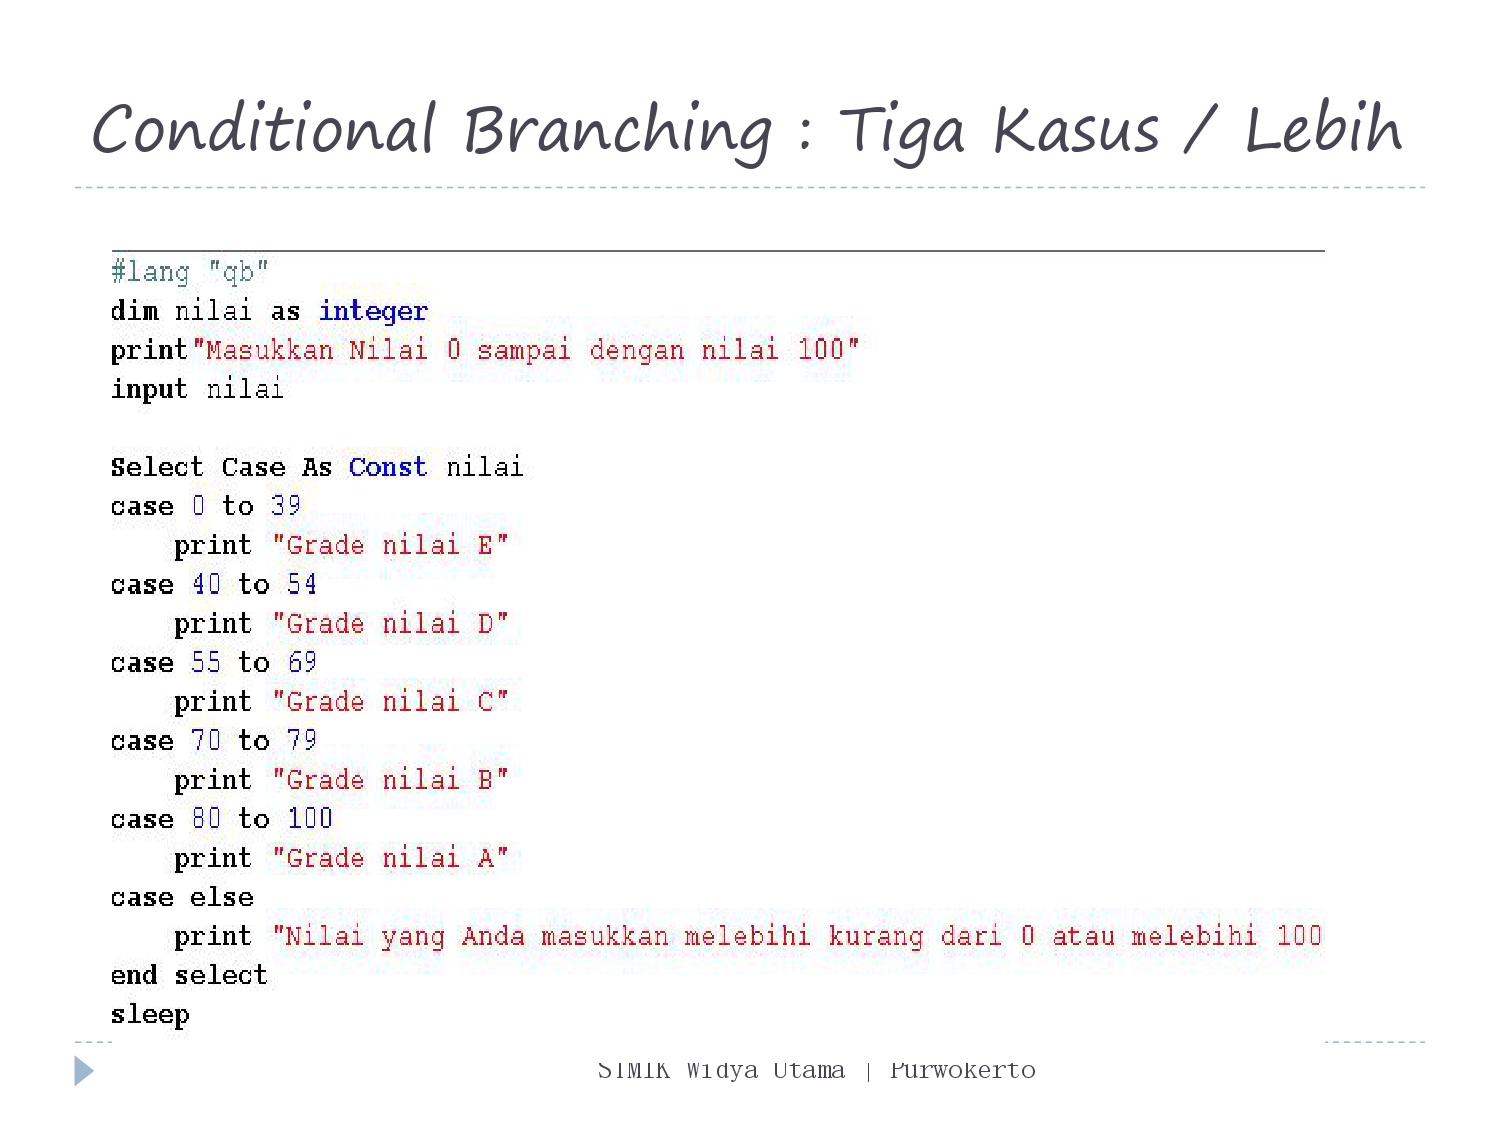 Conditional Branching : Tiga Kasus / Lebih
#lang "qb"
dim nilai as integer
print"Masukkan Nilai 0 sampai dengan nilai 100"
input nilai
Select Case As Const nilai
case 0 to 39
    print "Grade nilai E"
case 40 to 54
    print "Grade nilai D"
case 55 to 69
    print "Grade nilai C"
case 70 to 79
    print "Grade nilai B"
case 80 to 100
    print "Grade nilai A"
case else
    print "Nilai yang Anda masukkan melebihi kurang dari 0 atau melebihi 100
end select
sleep
STMIK Widya Utama | Purwokerto